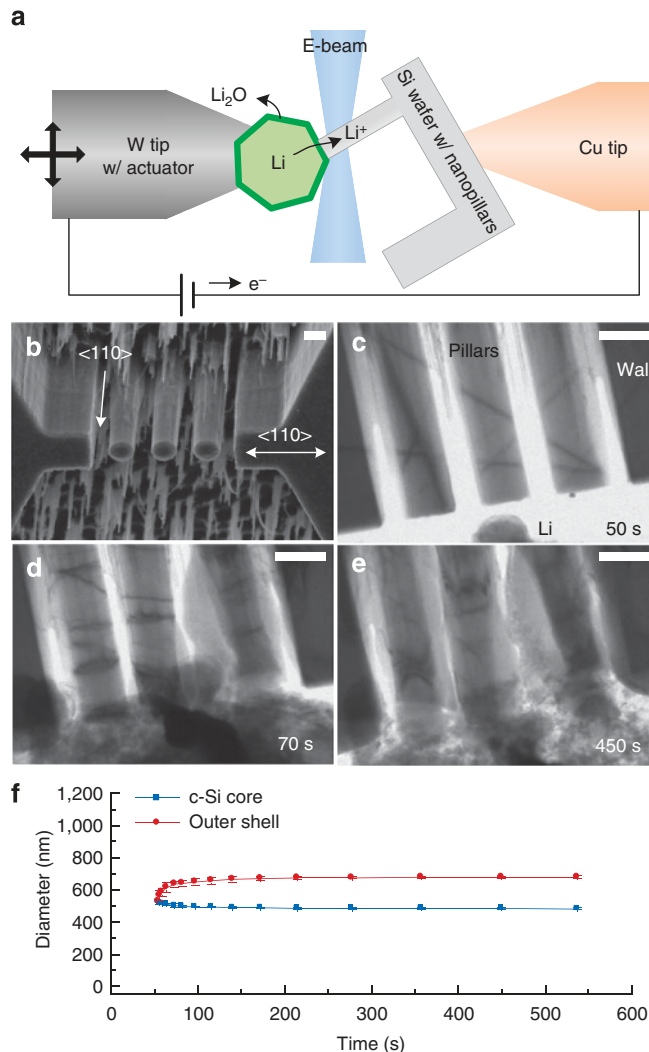 a
E-beam
Li₂O
Li⁺
Li
W tip
w/ actuator
Si wafer w/ nanopillars
Cu tip
e⁻
b
<110>
<110>
c
Pillars
Wal
Li
50 s
d
70 s
e
450 s
f
1,200
1,000
800
600
400
200
0
Diameter (nm)
c-Si core
Outer shell
0
100
200
300
400
500
600
Time (s)